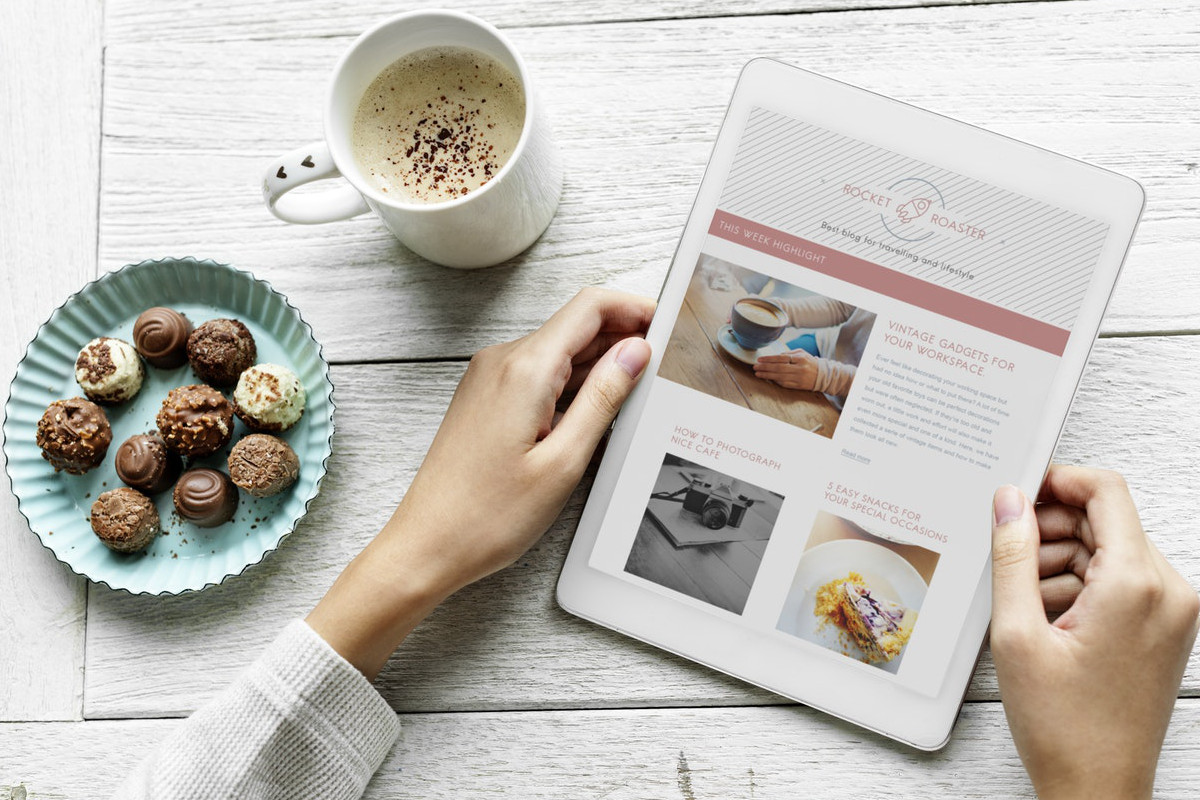 ROCKET ROASTER
Best blog for travelling and lifestyle
THIS WEEK HIGHLIGHT
VINTAGE GADGETS FOR
YOUR WORKSPACE.
Ever feel like decorating your working space but
had no idea how or what to put there? A lot of time
your old favorite toys can be perfect decorations
but were often neglected. If they're too old and
worn out, a little work and effort will also make it
even more special and one of a kind. Here, we have
collected a serie of vintage items and how to make
them look all new.
Read more
HOW TO PHOTOGRAPH
NICE CAFE
5 EASY SNACKS FOR
YOUR SPECIAL OCCASIONS